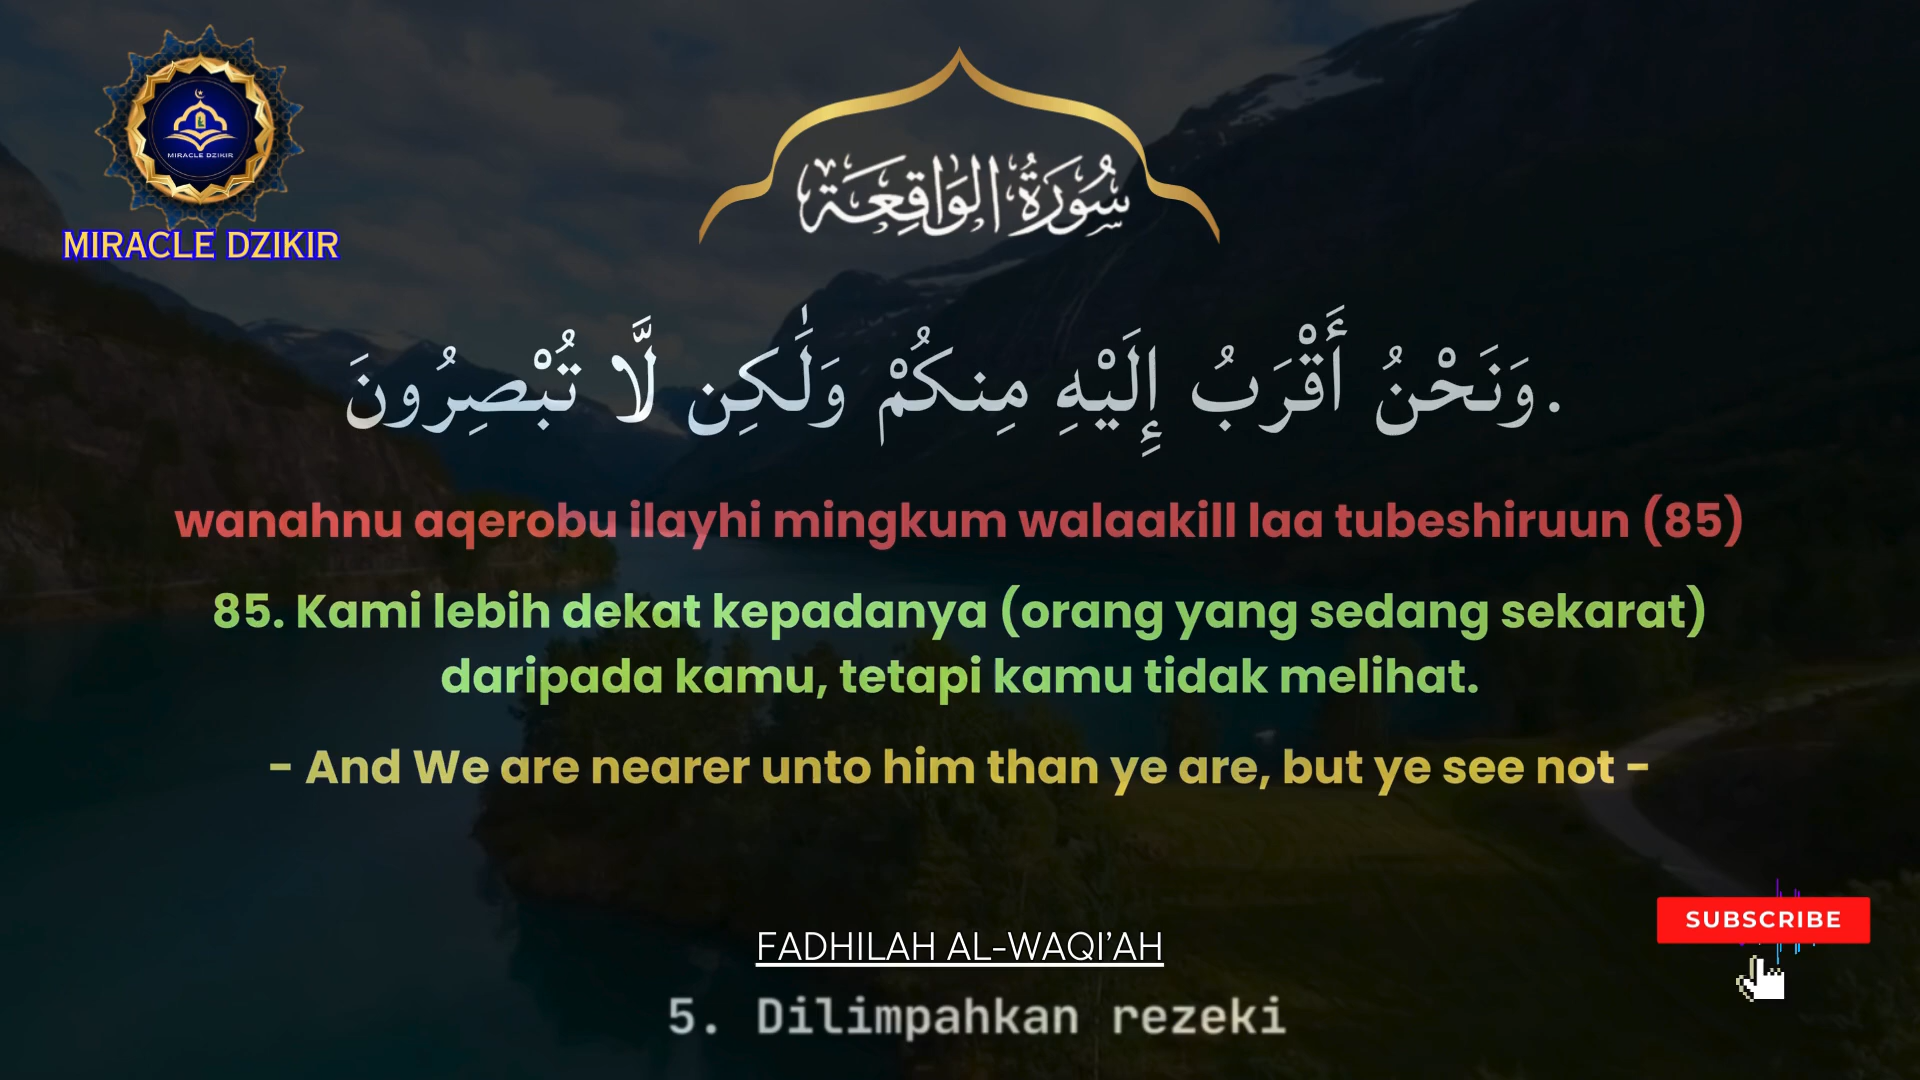 MIRACLE DZIKIR
MIRACLE DZIKIR
سُورَةُ الوَاقِعَة
وَنَحْنُ أَقْرَبُ إِلَيْهِ مِنكُمْ وَلَٰكِن لَّا تُبْصِرُونَ.
wanahnu aqerobu ilayhi mingkum walaakill laa tubeshiruun (85)
85. Kami lebih dekat kepadanya (orang yang sedang sekarat)
daripada kamu, tetapi kamu tidak melihat.
- And We are nearer unto him than ye are, but ye see not -
SUBSCRIBE
FADHILAH AL-WAQI'AH
5. Dilimpahkan rezeki